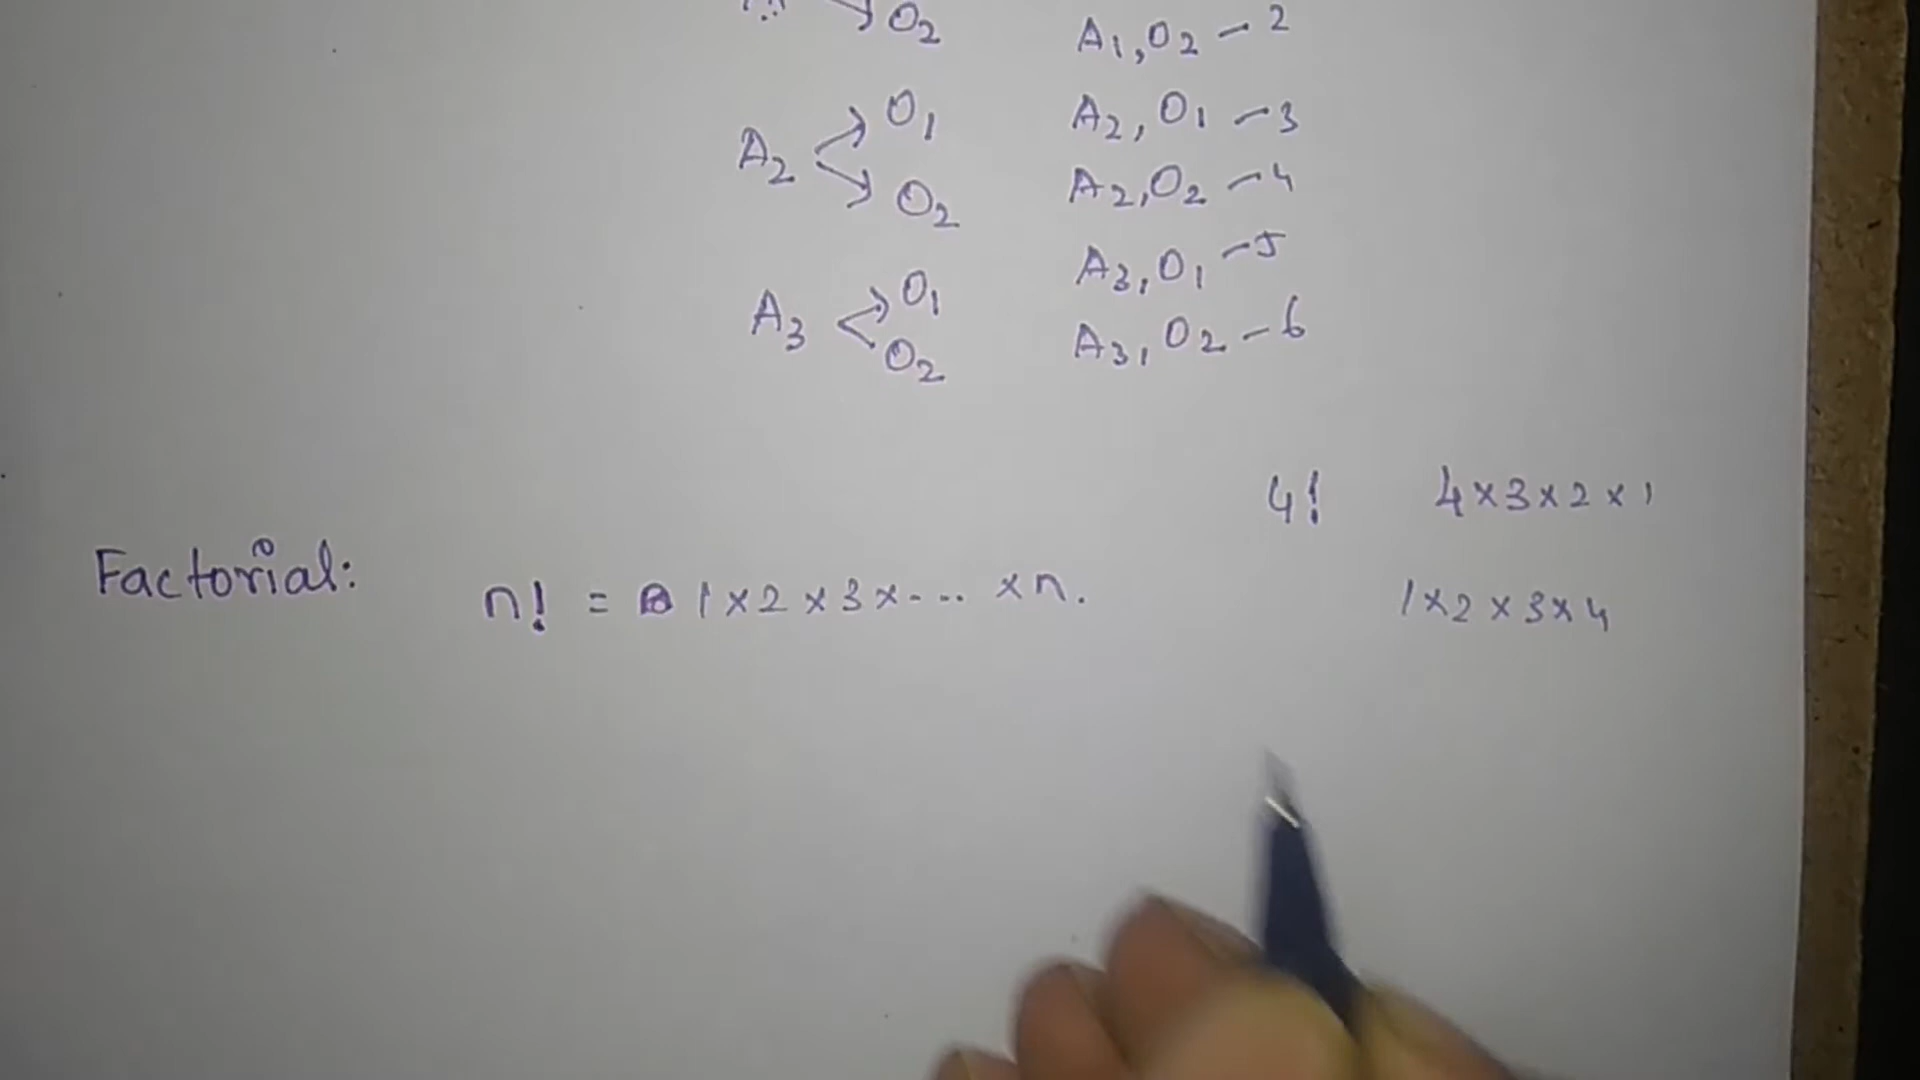 O2 A1, O2 - 2
O1 A2, O1 - 3
A2
O2 A2, O2 - 4
O1 A3, O1 - 5
A3
O2 A3, O2 - 6
4! 4 x 3 x 2 x 1
Factorial: n! = 1 x 2 x 3 x ... x n. 1 x 2 x 3 x 4